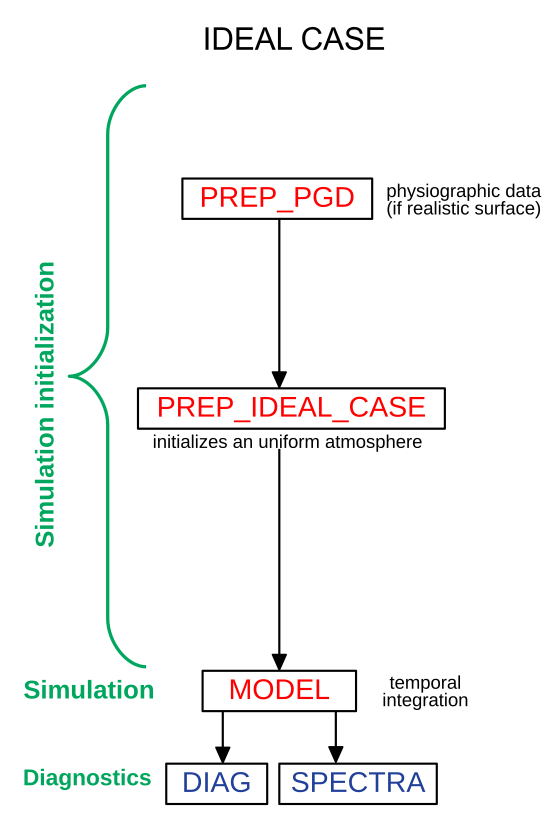 IDEAL CASE
PREP_PGD
physiographic data
(if realistic surface)
Simulation initialization
PREP_IDEAL_CASE
initializes an uniform atmosphere
Simulation
MODEL
temporal
integration
Diagnostics
DIAG
SPECTRA